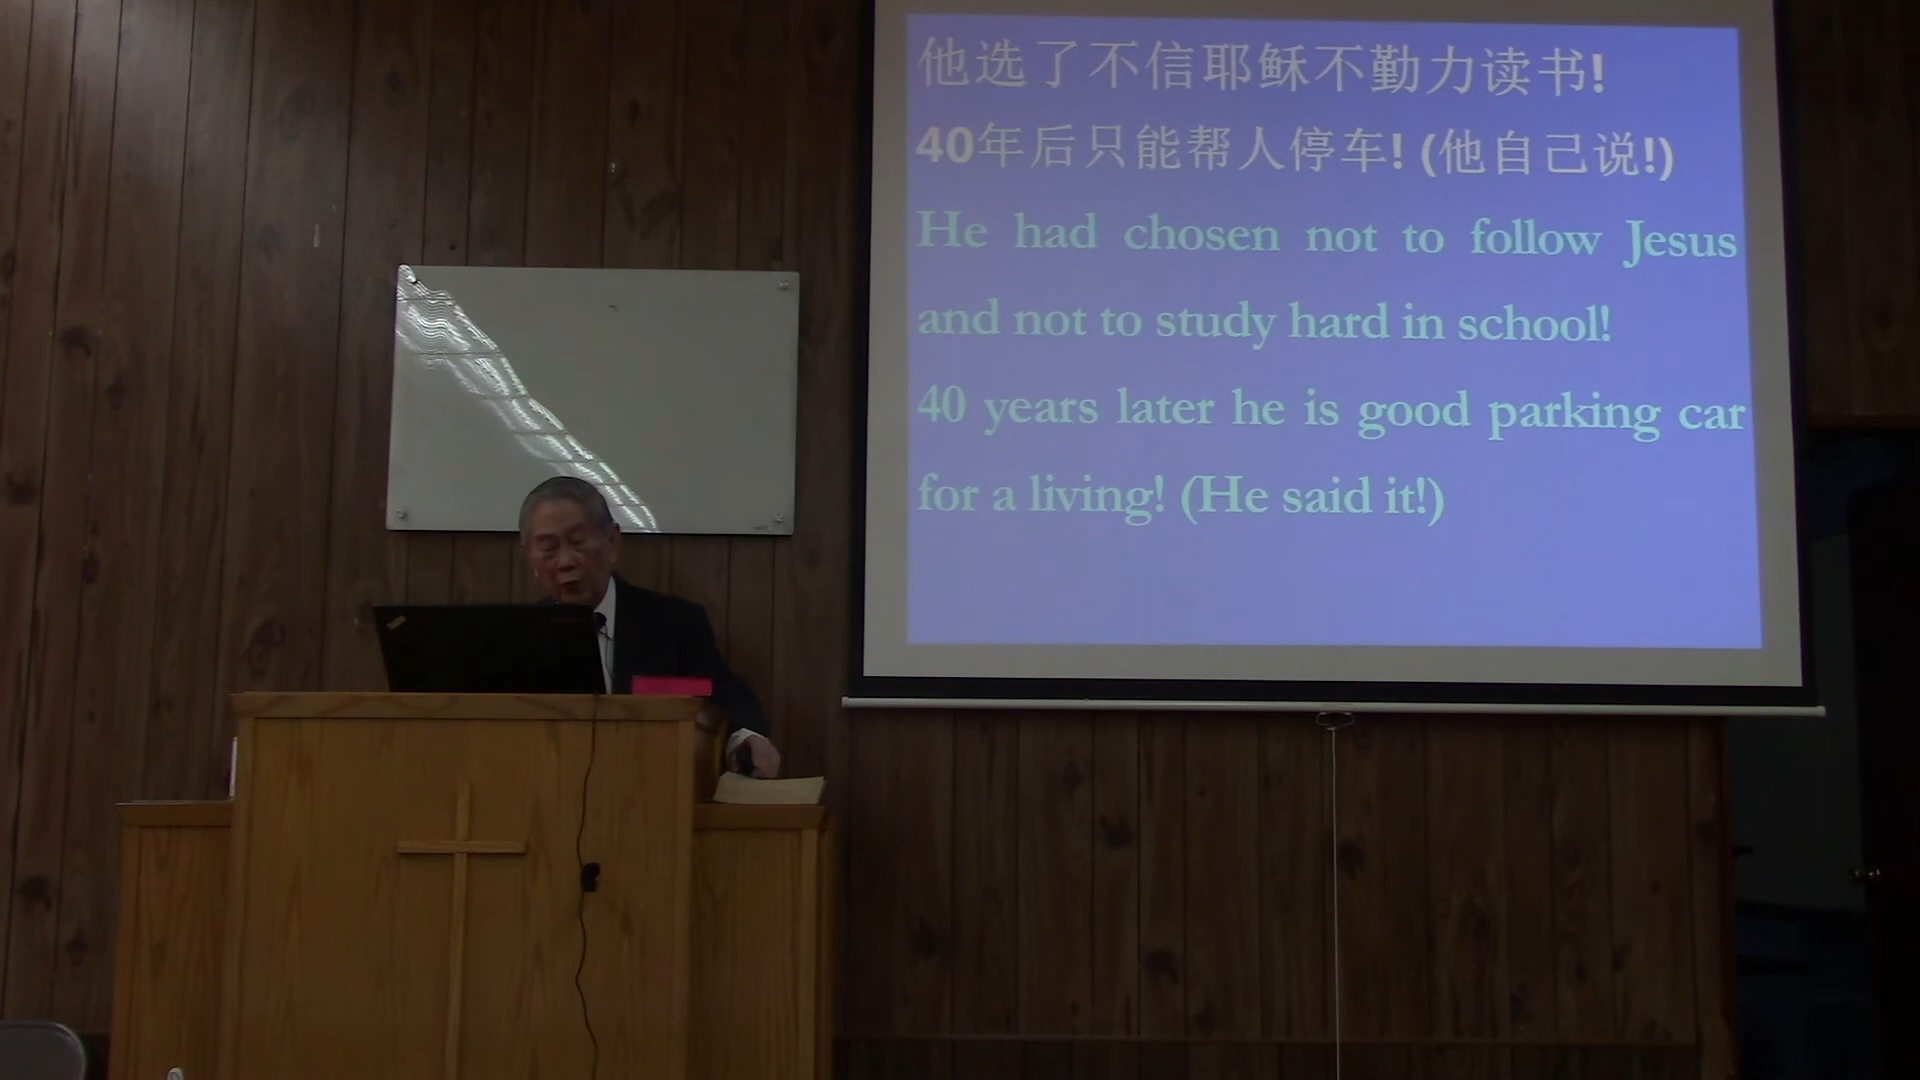 他选了不信耶稣不勤力读书!
40年后只能帮人停车! (他自己说!)
He had chosen not to follow Jesus
and not to study hard in school!
40 years later he is good parking car
for a living! (He said it!)